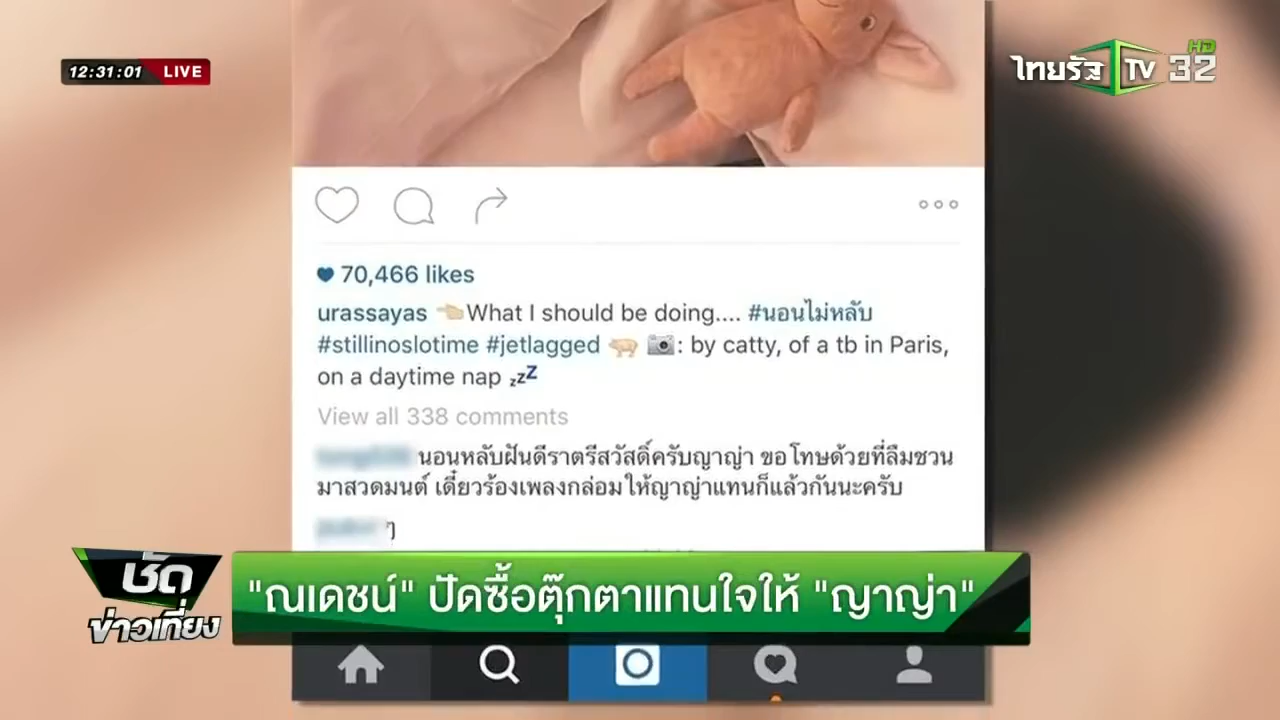 12:31:01 LIVE
ไทยรัฐ TV HD 32
70,466 likes
urassayas What I should be doing.... #นอนไม่หลับ
#stillinoslotime #jetlagged : by catty, of a tb in Paris,
on a daytime nap zzZ
View all 338 comments
นอนหลับฝันดีราตรีสวัสดิ์ครับญาญ่า ขอโทษด้วยที่ลืมชวน
มาสวดมนต์ เดี๋ยวร้องเพลงกล่อมให้ญาญ่าแทนก็แล้วกันนะครับ
ๆ
ชัด
ข่าวเที่ยง
"ณเดชน์" ปัดซื้อตุ๊กตาแทนใจให้ "ญาญ่า"